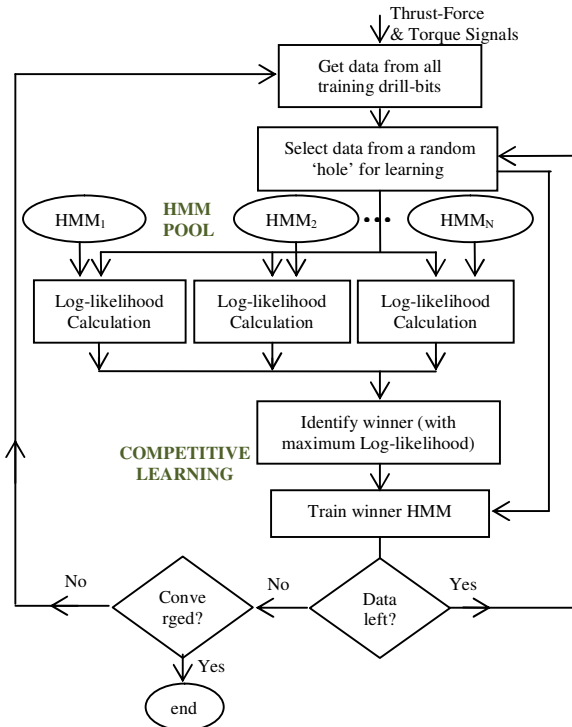 Thrust-Force
& Torque Signals
Get data from all
training drill-bits
Select data from a random
‘hole’ for learning
HMM1
HMM
POOL
HMM2
•••
HMMN
Log-likelihood
Calculation
Log-likelihood
Calculation
Log-likelihood
Calculation
Identify winner (with
maximum Log-likelihood)
COMPETITIVE
LEARNING
Train winner HMM
No
Conve
rged?
No
Data
left?
Yes
Yes
end